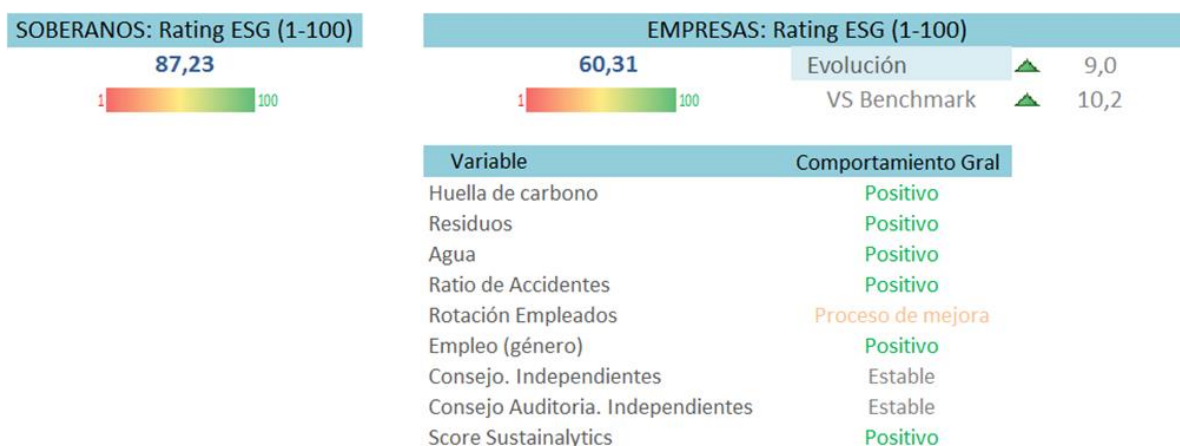 SOBERANOS: Rating ESG (1-100)
87,23
1 100
EMPRESAS: Rating ESG (1-100)
60,31 Evolución 9,0
1 100 VS Benchmark 10,2
Variable Comportamiento Gral
Huella de carbono Positivo
Residuos Positivo
Agua Positivo
Ratio de Accidentes Positivo
Rotación Empleados Proceso de mejora
Empleo (género) Positivo
Consejo. Independientes Estable
Consejo Auditoria. Independientes Estable
Score Sustainalytics Positivo